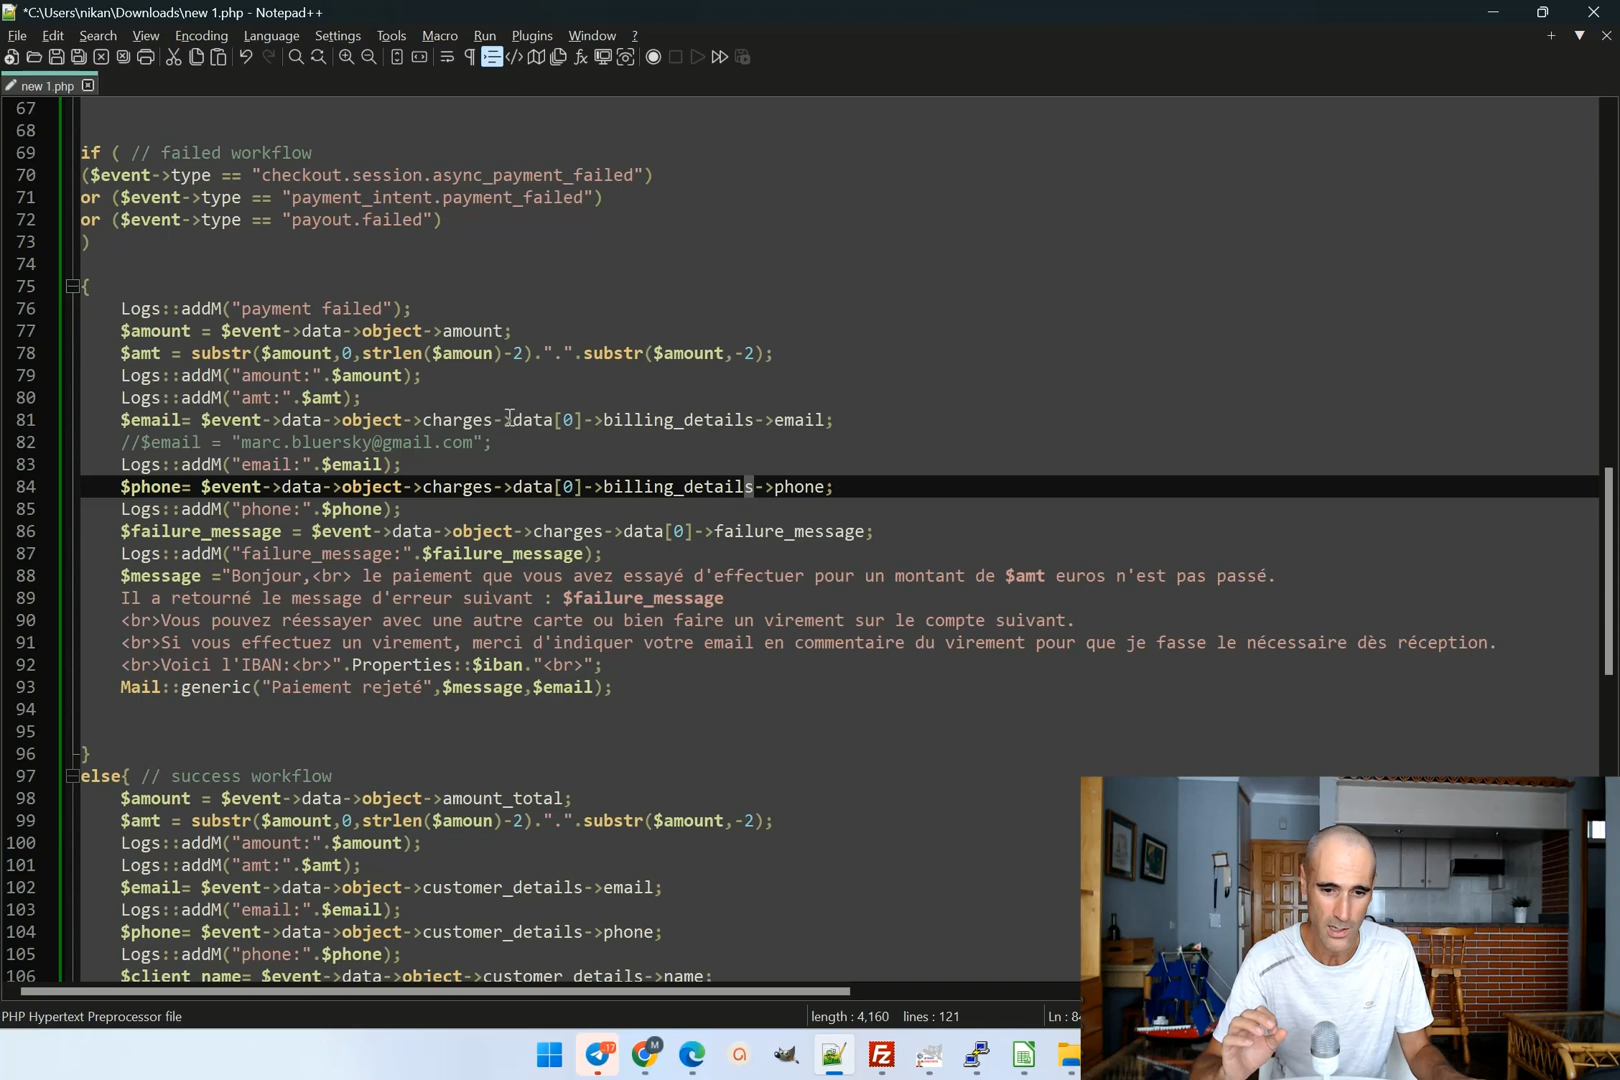 *C:\Users\nikan\Downloads\new 1.php - Notepad++
File Edit Search View Encoding Language Settings Tools Macro Run Plugins Window ?
new 1.php
67
68
69 if ( // failed workflow
70 ($event->type == "checkout.session.async_payment_failed")
71 or ($event->type == "payment_intent.payment_failed")
72 or ($event->type == "payout.failed")
73 )
74
75 {
76 Logs::addM("payment failed");
77 $amount = $event->data->object->amount;
78 $amt = substr($amount,0,strlen($amoun)-2).".".substr($amount,-2);
79 Logs::addM("amount:".$amount);
80 Logs::addM("amt:".$amt);
81 $email= $event->data->object->charges->data[0]->billing_details->email;
82 //$email = "marc.bluersky@gmail.com";
83 Logs::addM("email:".$email);
84 $phone= $event->data->object->charges->data[0]->billing_details->phone;
85 Logs::addM("phone:".$phone);
86 $failure_message = $event->data->object->charges->data[0]->failure_message;
87 Logs::addM("failure_message:".$failure_message);
88 $message ="Bonjour,<br> le paiement que vous avez essayé d'effectuer pour un montant de $amt euros n'est pas passé.
89 Il a retourné le message d'erreur suivant : $failure_message
90 <br>Vous pouvez réessayer avec une autre carte ou bien faire un virement sur le compte suivant.
91 <br>Si vous effectuez un virement, merci d'indiquer votre email en commentaire du virement pour que je fasse le nécessaire dès réception.
92 <br>Voici l'IBAN:<br>".Properties::$iban."<br>";
93 Mail::generic("Paiement rejeté",$message,$email);
94
95
96 }
97 else{ // success workflow
98 $amount = $event->data->object->amount_total;
99 $amt = substr($amount,0,strlen($amoun)-2).".".substr($amount,-2);
100 Logs::addM("amount:".$amount);
101 Logs::addM("amt:".$amt);
102 $email= $event->data->object->customer_details->email;
103 Logs::addM("email:".$email);
104 $phone= $event->data->object->customer_details->phone;
105 Logs::addM("phone:".$phone);
106 $client_name= $event->data->object->customer_details->name;
PHP Hypertext Preprocessor file length : 4,160 lines : 121 Ln : 84
17
M